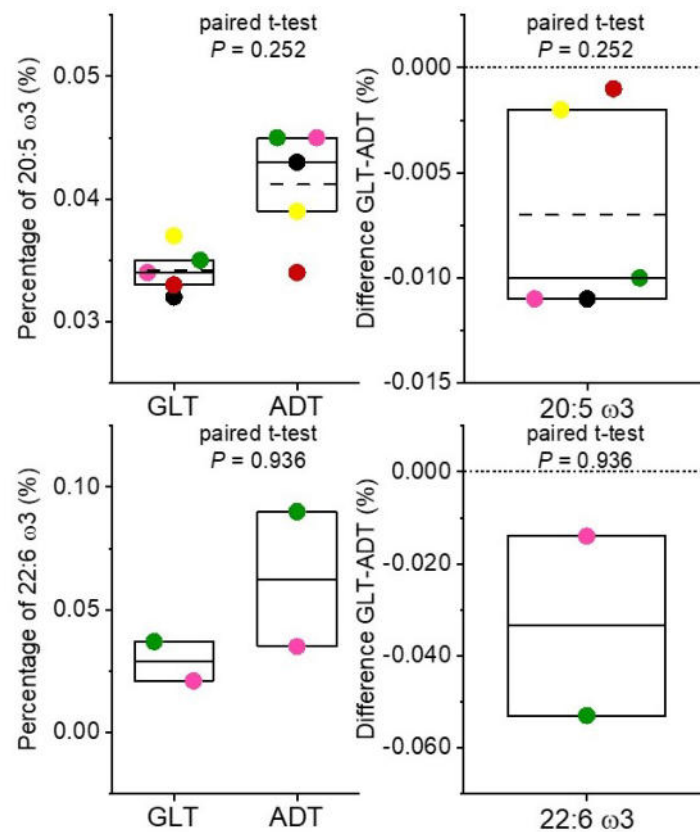 paired t-test
P = 0.252
Percentage of 20:5 ω3 (%)
0.05
0.04
0.03
GLT
ADT
paired t-test
P = 0.252
Difference GLT-ADT (%)
0.000
-0.005
-0.010
-0.015
20:5 ω3
paired t-test
P = 0.936
Percentage of 22:6 ω3 (%)
0.10
0.05
0.00
GLT
ADT
paired t-test
P = 0.936
Difference GLT-ADT (%)
0.000
-0.020
-0.040
-0.060
22:6 ω3